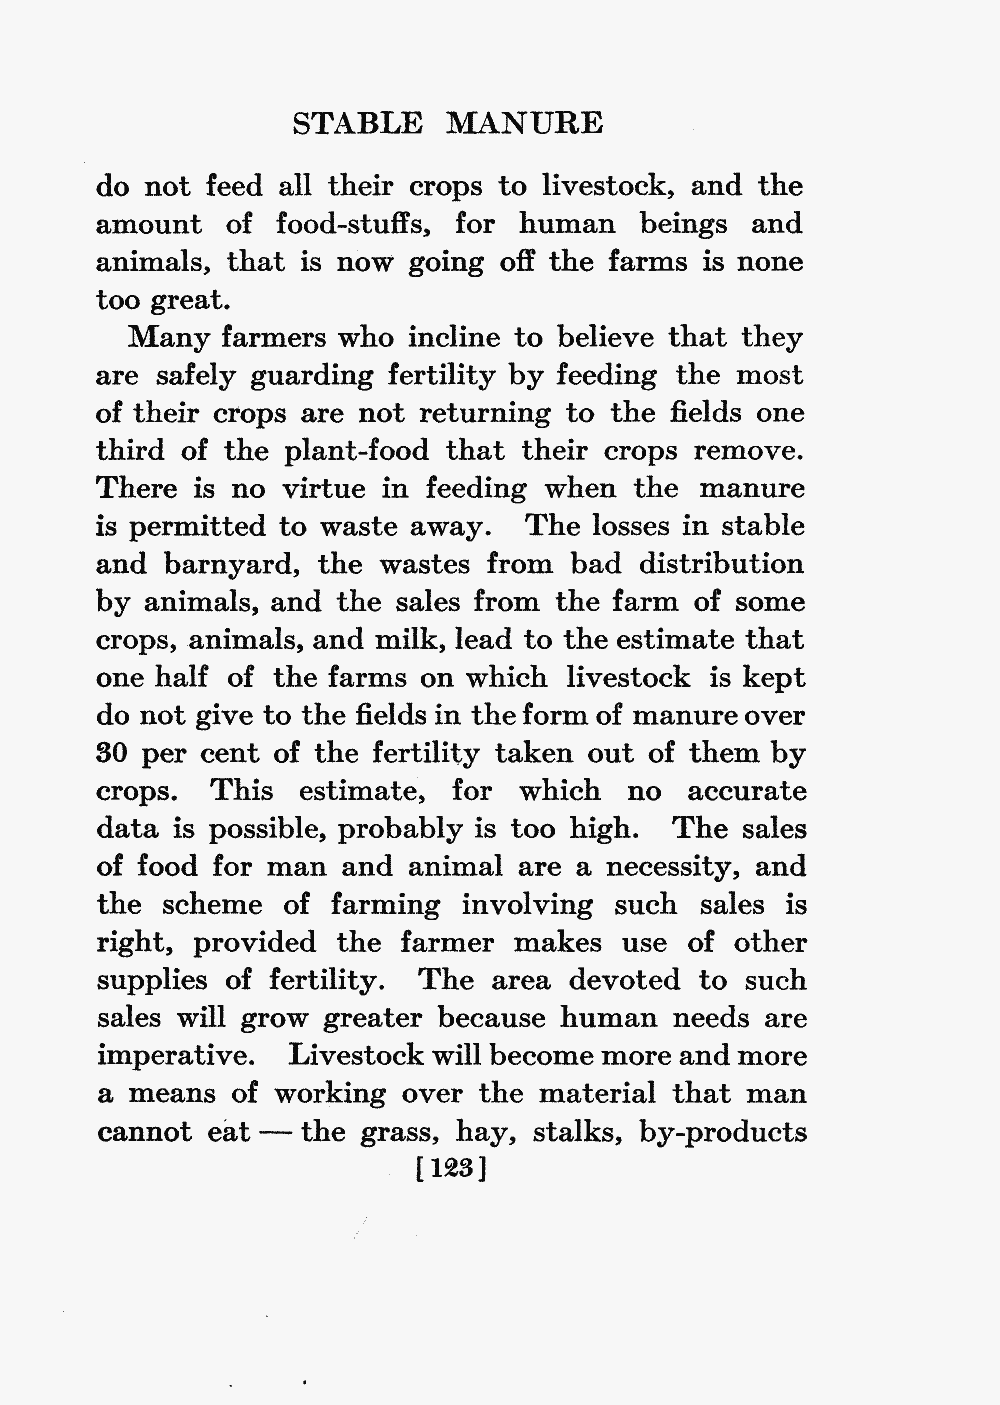 STABLE MANURE
do not feed all their crops to livestock, and the
amount of food-stuffs, for human beings and
animals, that is now going off the farms is none
too great.
Many farmers who incline to believe that they
are safely guarding fertility by feeding the most
of their crops are not returning to the fields one
third of the plant-food that their crops remove.
There is no virtue in feeding when the manure
is permitted to waste away. The losses in stable
and barnyard, the wastes from bad distribution
by animals, and the sales from the farm of some
crops, animals, and milk, lead to the estimate that
one half of the farms on which livestock is kept
do not give to the fields in the form of manure over
30 per cent of the fertility taken out of them by
crops. This estimate, for which no accurate
data is possible, probably is too high. The sales
of food for man and animal are a necessity, and
the scheme of farming involving such sales is
right, provided the farmer makes use of other
supplies of fertility. The area devoted to such
sales will grow greater because human needs are
imperative. Livestock will become more and more
a means of working over the material that man
cannot eat — the grass, hay, stalks, by-products
[123]